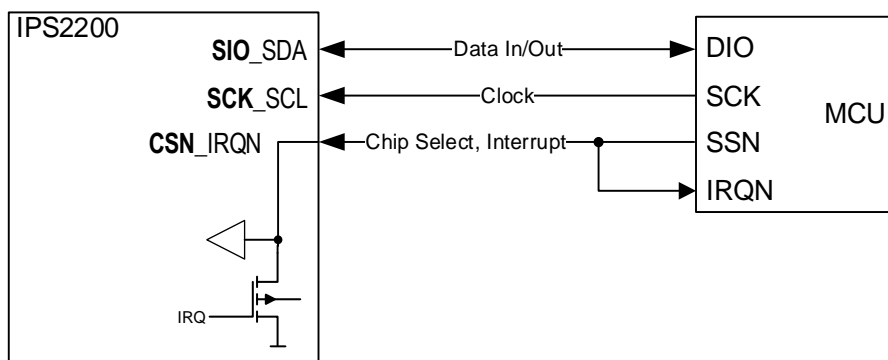 IPS2200
SIO_SDA
Data In/Out
DIO
SCK_SCL
Clock
SCK
MCU
CSN_IRQN
Chip Select, Interrupt
SSN
IRQN
IRQ